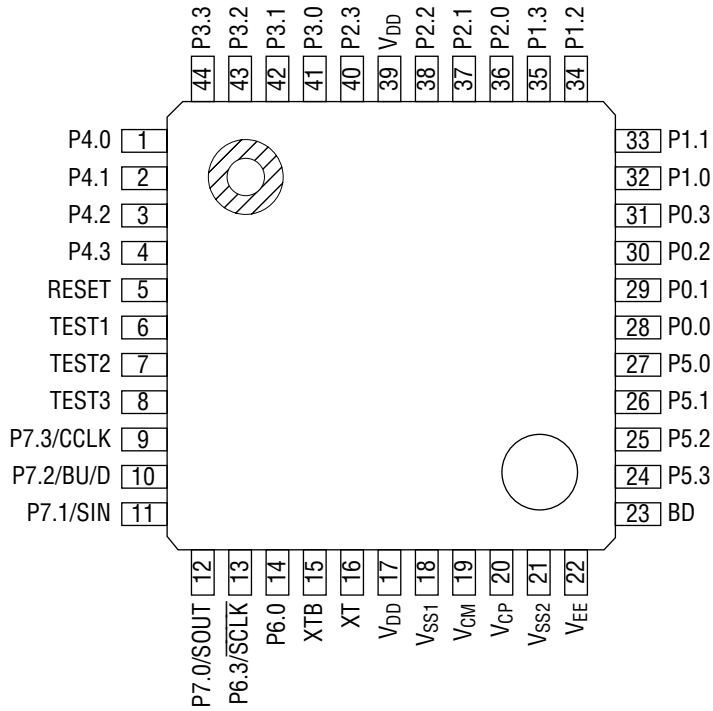 P3.3 P3.2 P3.1 P3.0 P2.3 VDD P2.2 P2.1 P2.0 P1.3 P1.2
44 43 42 41 40 39 38 37 36 35 34
P4.0 1 33 P1.1
P4.1 2 32 P1.0
P4.2 3 31 P0.3
P4.3 4 30 P0.2
RESET 5 29 P0.1
TEST1 6 28 P0.0
TEST2 7 27 P5.0
TEST3 8 26 P5.1
P7.3/CCLK 9 25 P5.2
P7.2/BU/D 10 24 P5.3
P7.1/SIN 11 23 BD
12 13 14 15 16 17 18 19 20 21 22
P7.0/SOUT P6.3/SCLK P6.0 XTB XT VDD VSS1 VCM VCP VSS2 VEE